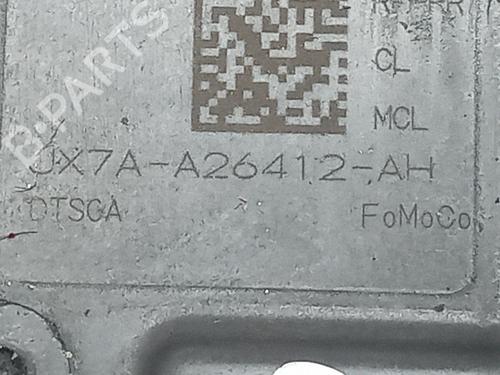 CL
MCL
JX7A-A26412-AH
DTSCA
FoMoCo
B-PARTS